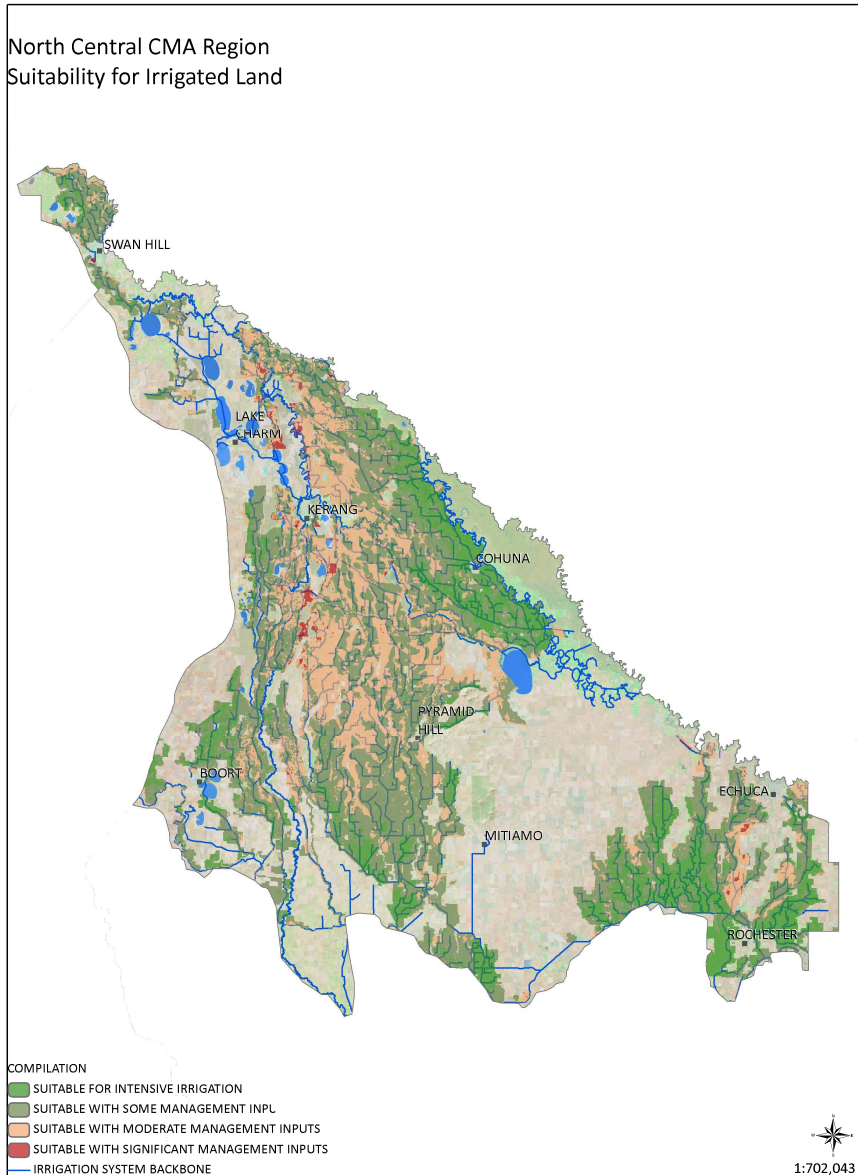 North Central CMA Region
Suitability for Irrigated Land
SWAN HILL
LAKE
CHARM
KERANG
COHUNA
PYRAMID
HILL
BOORT
ECHUCA
MITIAMO
ROCHESTER
COMPILATION
SUITABLE FOR INTENSIVE IRRIGATION
SUITABLE WITH SOME MANAGEMENT INPU
SUITABLE WITH MODERATE MANAGEMENT INPUTS
SUITABLE WITH SIGNIFICANT MANAGEMENT INPUTS
IRRIGATION SYSTEM BACKBONE
N
W E
S
1:702,043